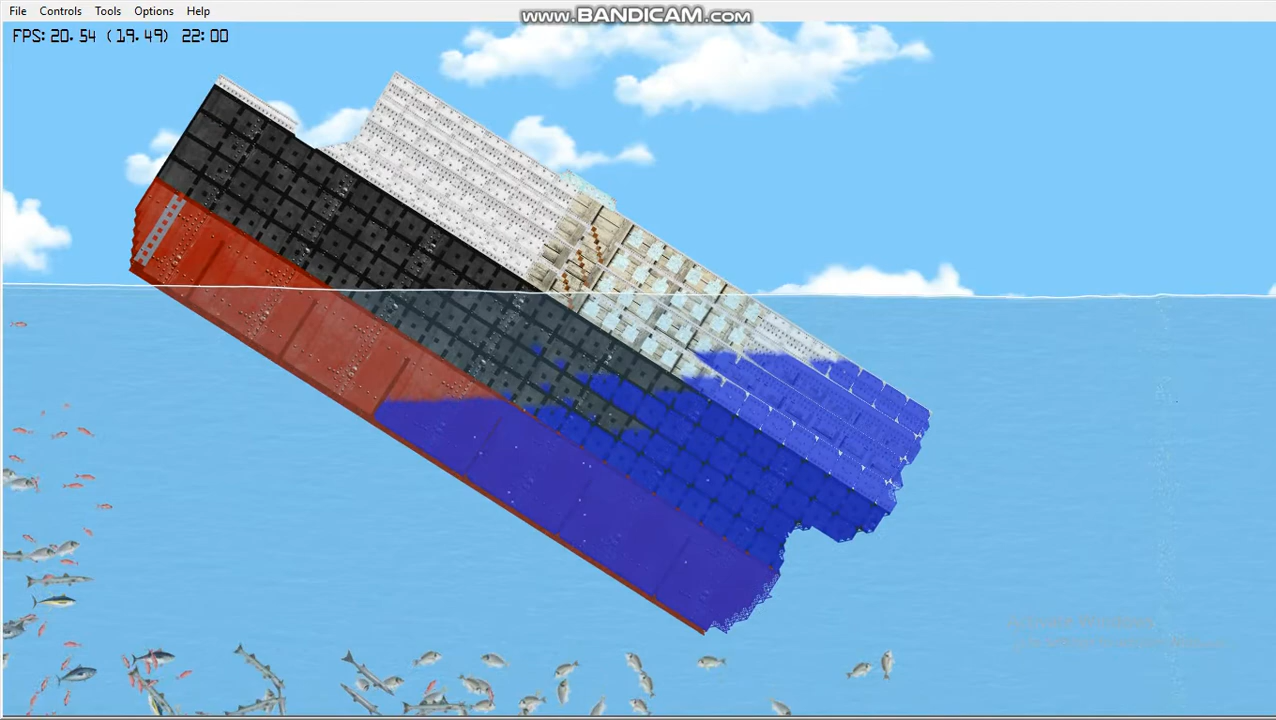 www.BANDICAM.com
File Controls Tools Options Help
FPS: 20.54 (19.49) 22:00